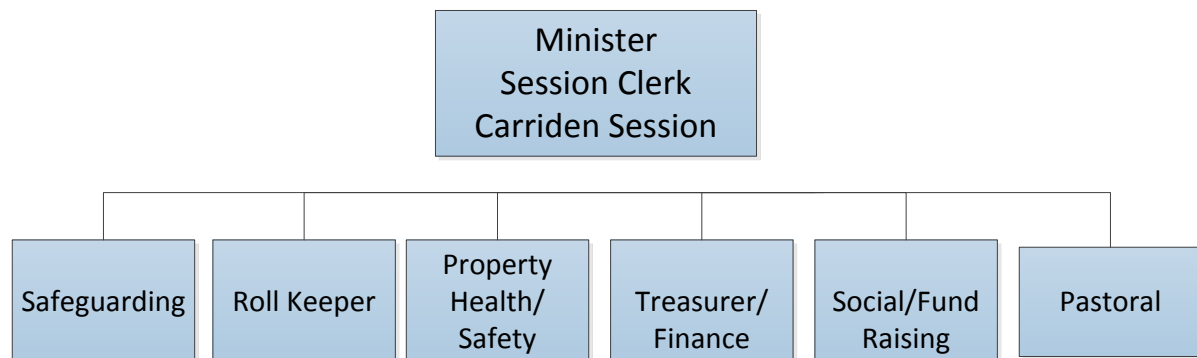 Minister
Session Clerk
Carriden Session
Safeguarding
Roll Keeper
Property
Health/
Safety
Treasurer/
Finance
Social/Fund
Raising
Pastoral